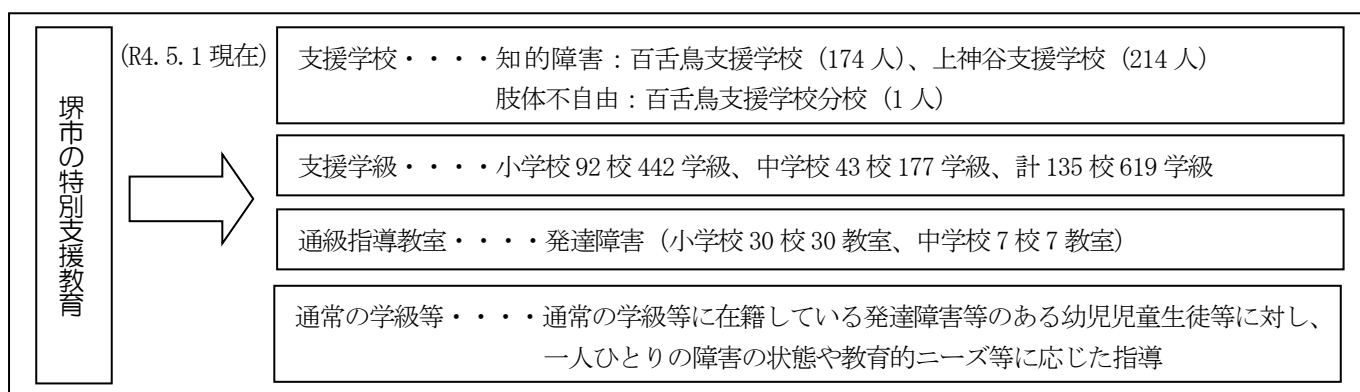 堺市の特別支援教育
(R4.5.1 現在)
支援学校・・・・知的障害：百舌鳥支援学校（174 人）、上神谷支援学校（214 人）
肢体不自由：百舌鳥支援学校分校（1 人）
支援学級・・・・小学校 92 校 442 学級、中学校 43 校 177 学級、計 135 校 619 学級
通級指導教室・・・・発達障害（小学校 30 校 30 教室、中学校 7 校 7 教室）
通常の学級等・・・・通常の学級等に在籍している発達障害等のある幼児児童生徒等に対し、
一人ひとりの障害の状態や教育的ニーズ等に応じた指導